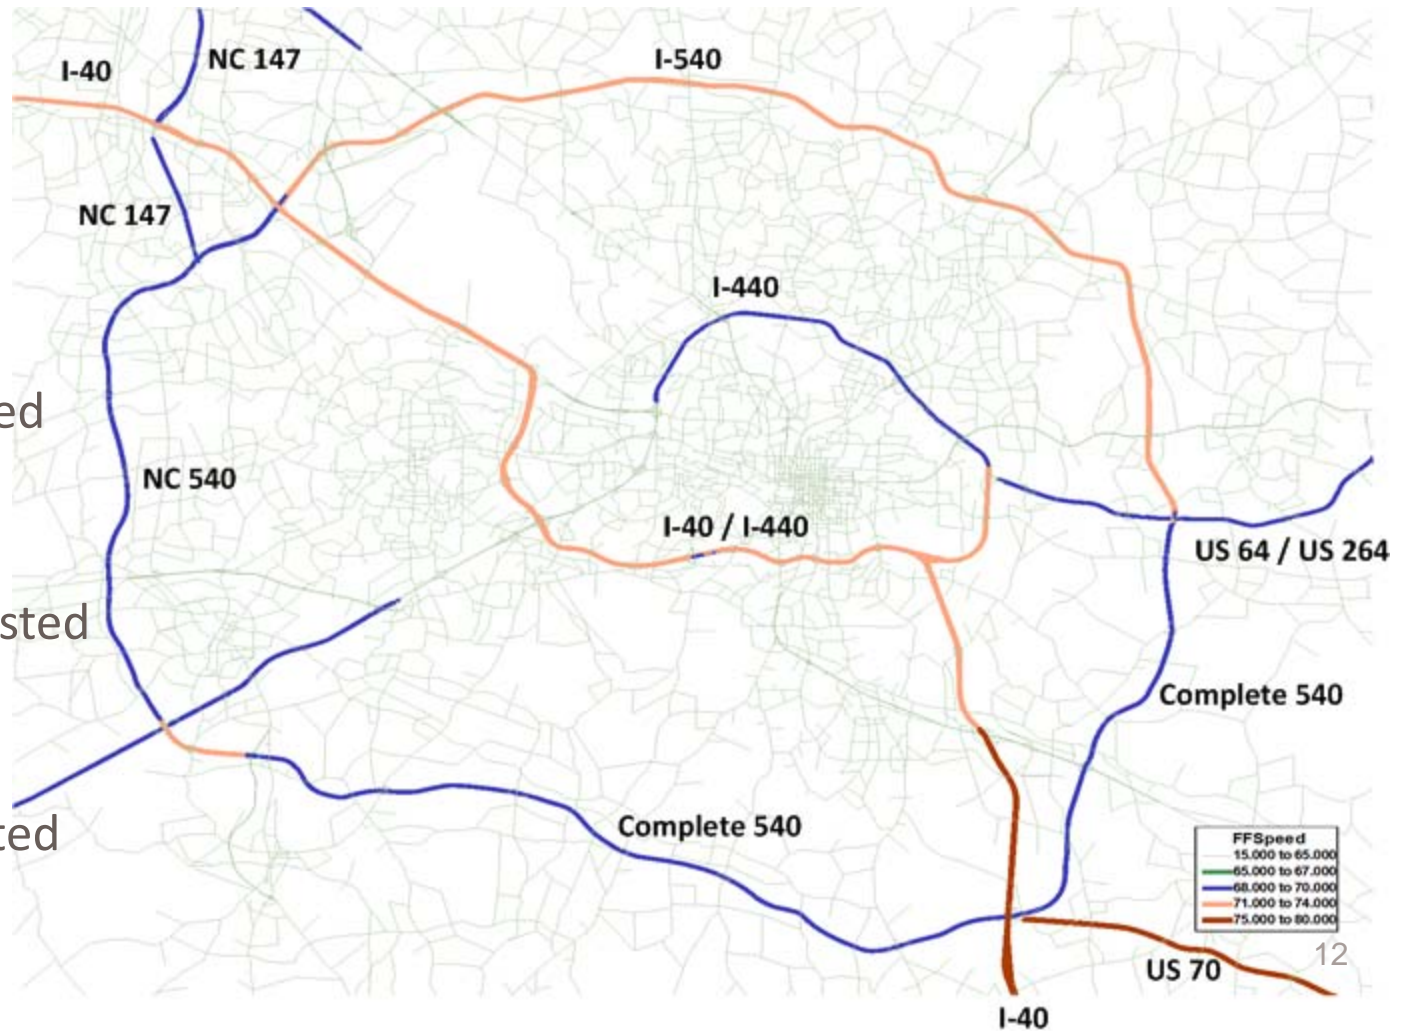 NC 147
I-40
I-540
NC 147
I-440
ed
NC 540
I-40 / I-440
US 64 / US 264
sted
Complete 540
Complete 540
ted
FFSpeed
15.000 to 65.000
65.000 to 67.000
68.000 to 70.000
71.000 to 74.000
75.000 to 80.000
12
US 70
I-40